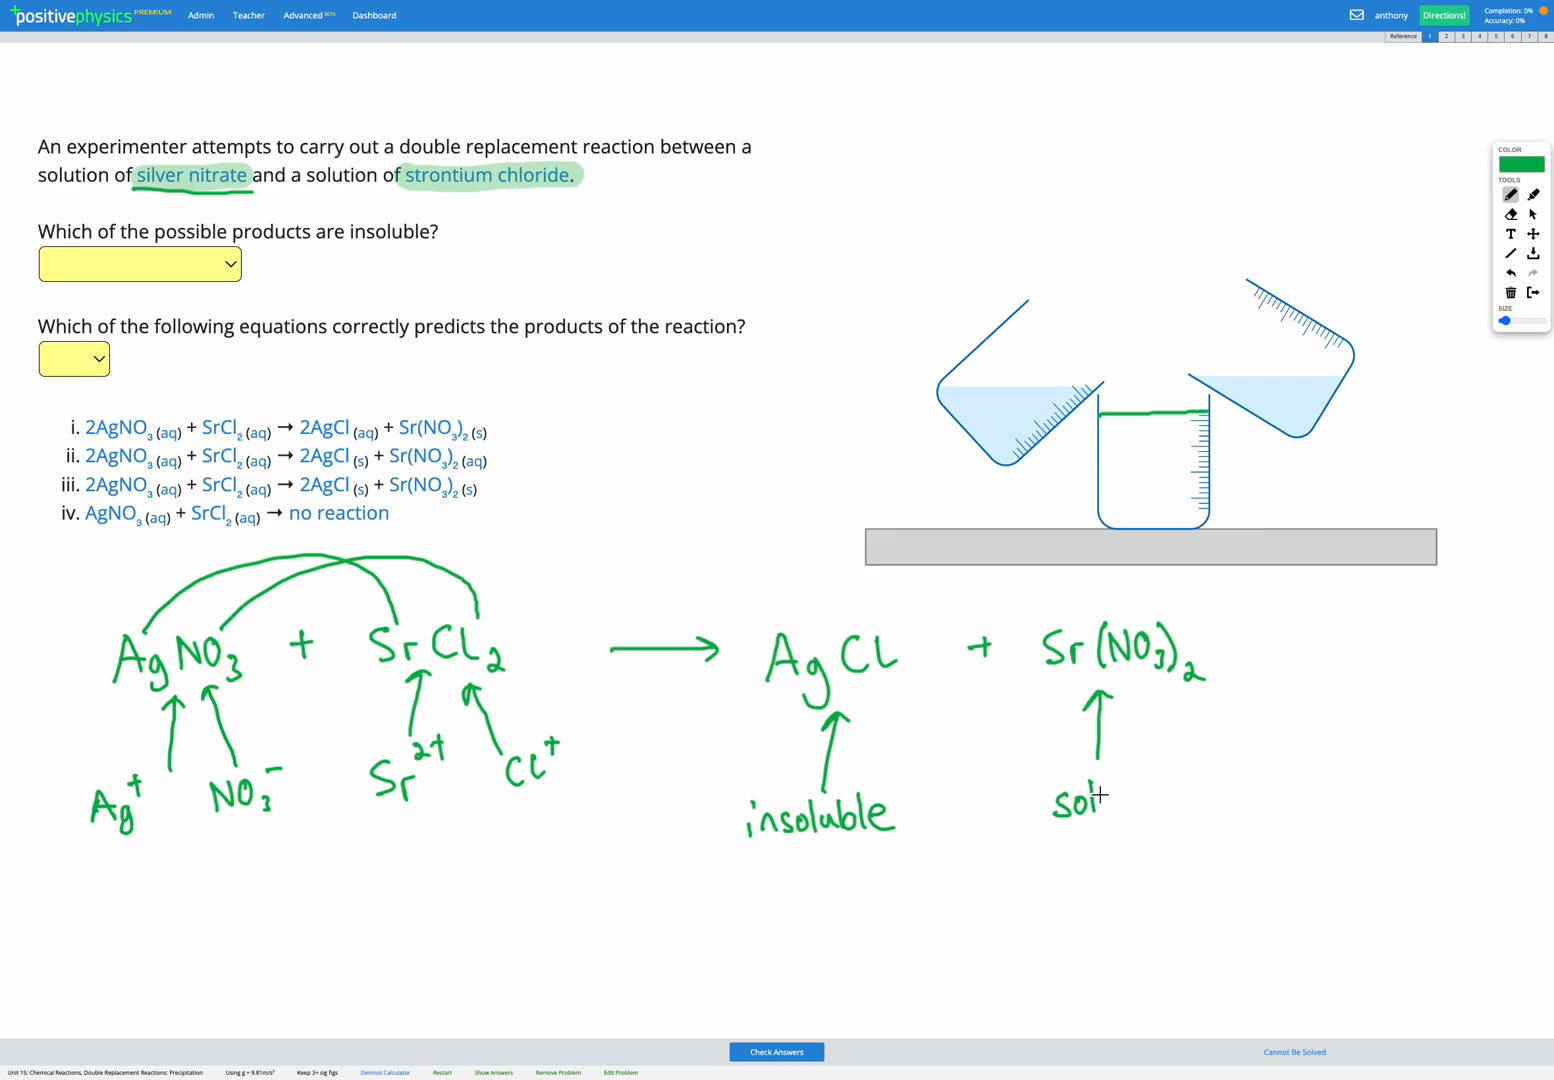 positivephysics PREMIUM Admin Teacher Advanced BETA Dashboard anthony Directions! Completion: 0%
Accuracy: 0%
Reference 1 2 3 4 5 6 7 8
An experimenter attempts to carry out a double replacement reaction between a
solution of silver nitrate and a solution of strontium chloride.
Which of the possible products are insoluble?
Which of the following equations correctly predicts the products of the reaction?
i. 2AgNO₃ (aq) + SrCl₂ (aq) → 2AgCl (aq) + Sr(NO₃)₂ (s)
ii. 2AgNO₃ (aq) + SrCl₂ (aq) → 2AgCl (s) + Sr(NO₃)₂ (aq)
iii. 2AgNO₃ (aq) + SrCl₂ (aq) → 2AgCl (s) + Sr(NO₃)₂ (s)
iv. AgNO₃ (aq) + SrCl₂ (aq) → no reaction
COLOR
TOOLS
T
SIZE
AgNO₃ + SrCL₂ → AgCL + Sr(NO₃)₂
Ag⁺ NO₃⁻ Sr²⁺ CL⁺
insoluble sol
Check Answers Cannot Be Solved
Unit 15: Chemical Reactions, Double Replacement Reactions: Precipitation Using g = 9.81m/s² Keep 3+ sig figs Desmos Calculator Restart Show Answers Remove Problem Edit Problem